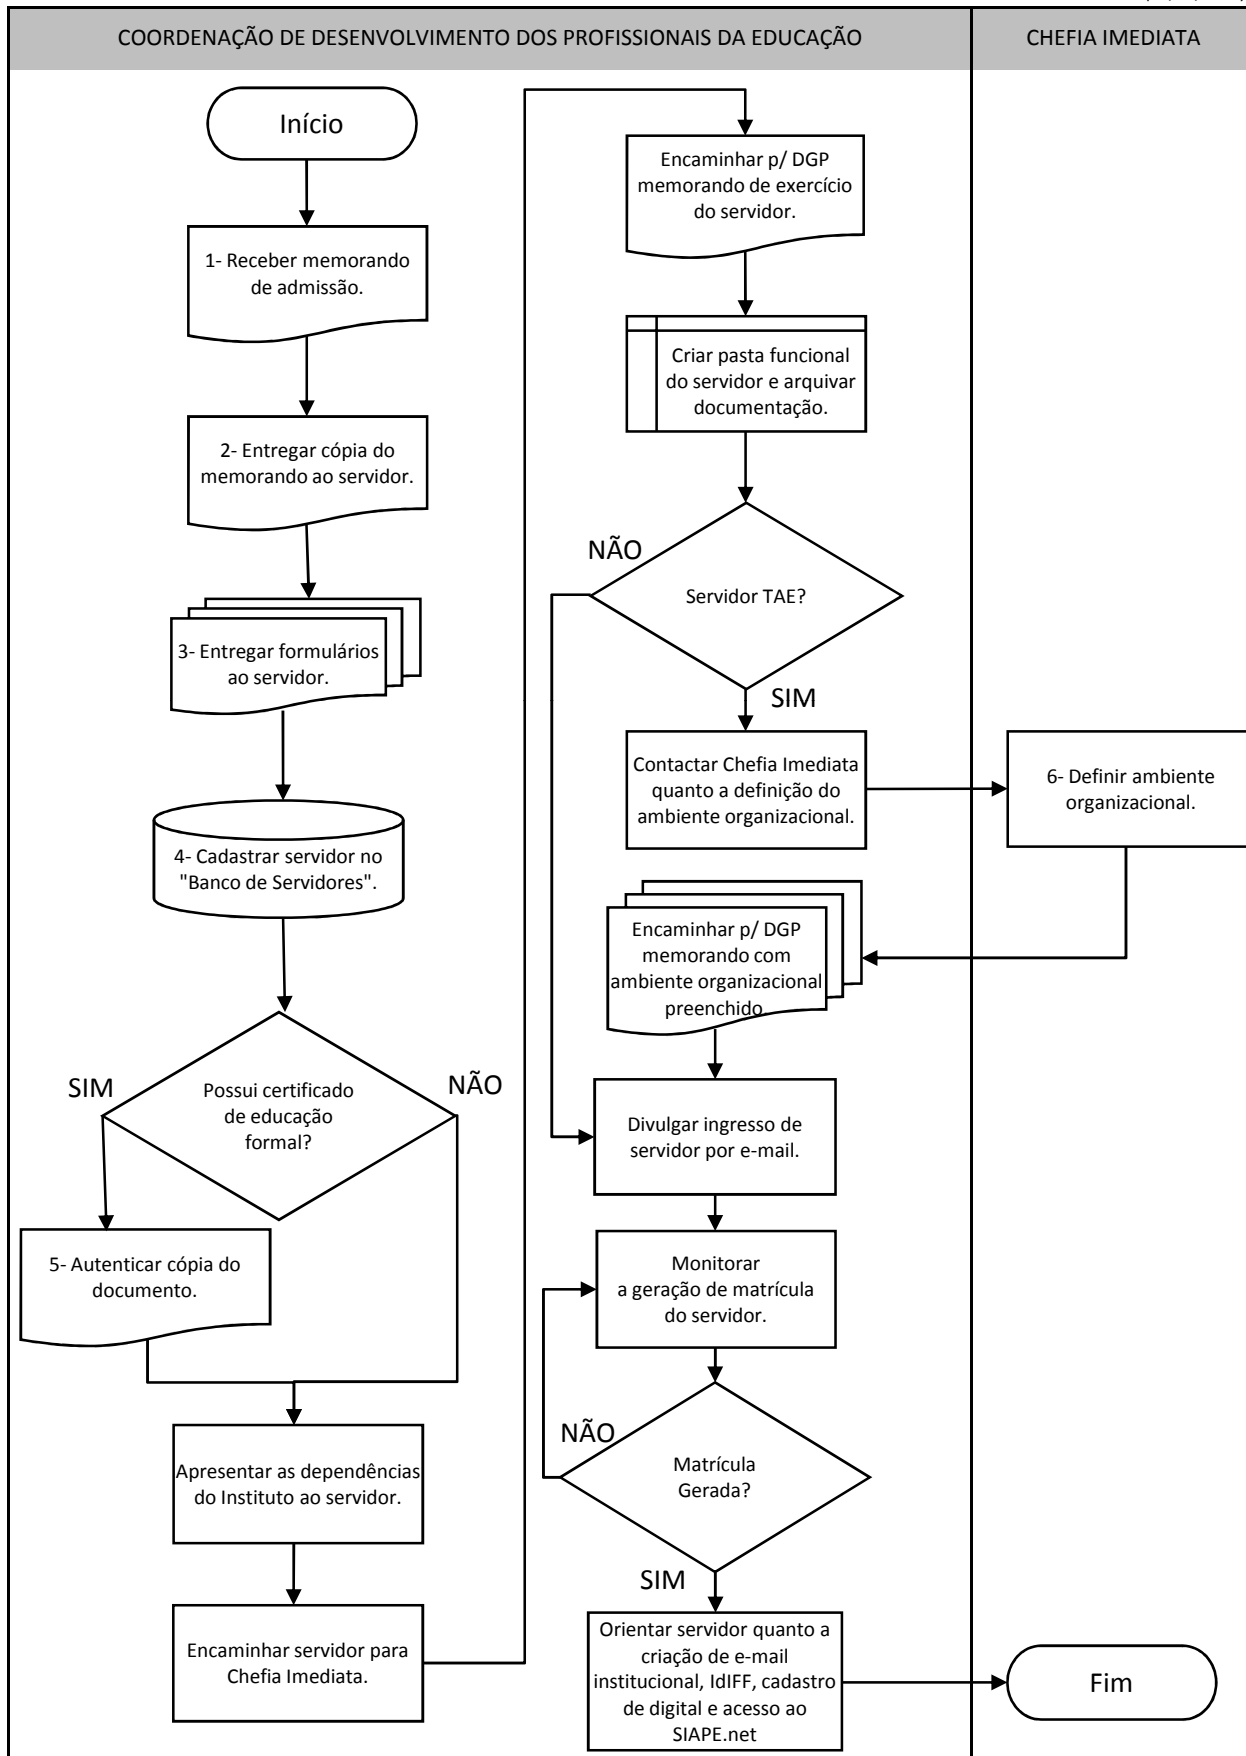 COORDENAÇÃO DE DESENVOLVIMENTO DOS PROFISSIONAIS DA EDUCAÇÃO
CHEFIA IMEDIATA
Início
1- Receber memorando
de admissão.
2- Entregar cópia do
memorando ao servidor.
3- Entregar formulários
ao servidor.
4- Cadastrar servidor no
"Banco de Servidores".
SIM
NÃO
Possui certificado
de educação
formal?
5- Autenticar cópia do
documento.
Apresentar as dependências
do Instituto ao servidor.
Encaminhar servidor para
Chefia Imediata.
Encaminhar p/ DGP
memorando de exercício
do servidor.
Criar pasta funcional
do servidor e arquivar
documentação.
NÃO
Servidor TAE?
SIM
Contactar Chefia Imediata
quanto a definição do
ambiente organizacional.
6- Definir ambiente
organizacional.
Encaminhar p/ DGP
memorando com
ambiente organizacional
preenchido.
Divulgar ingresso de
servidor por e-mail.
Monitorar
a geração de matrícula
do servidor.
NÃO
Matrícula
Gerada?
SIM
Orientar servidor quanto a
criação de e-mail
institucional, IdIFF, cadastro
de digital e acesso ao
SIAPE.net
Fim